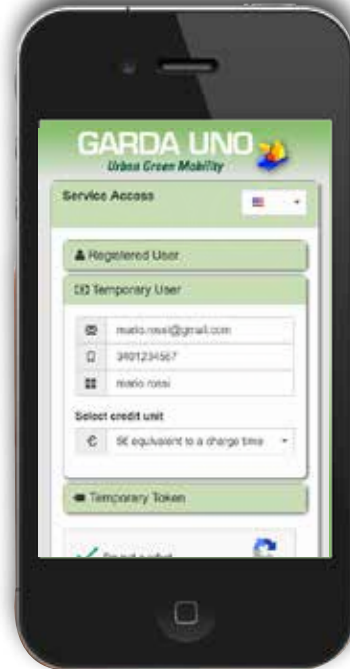 GARDA UNO
Urban Green Mobility
Service Access
Registered User
Temporary User
mario.rossi@gmail.com
3401234567
mario rossi
Select credit unit
5€ equivalent to a charge time
Temporary Token